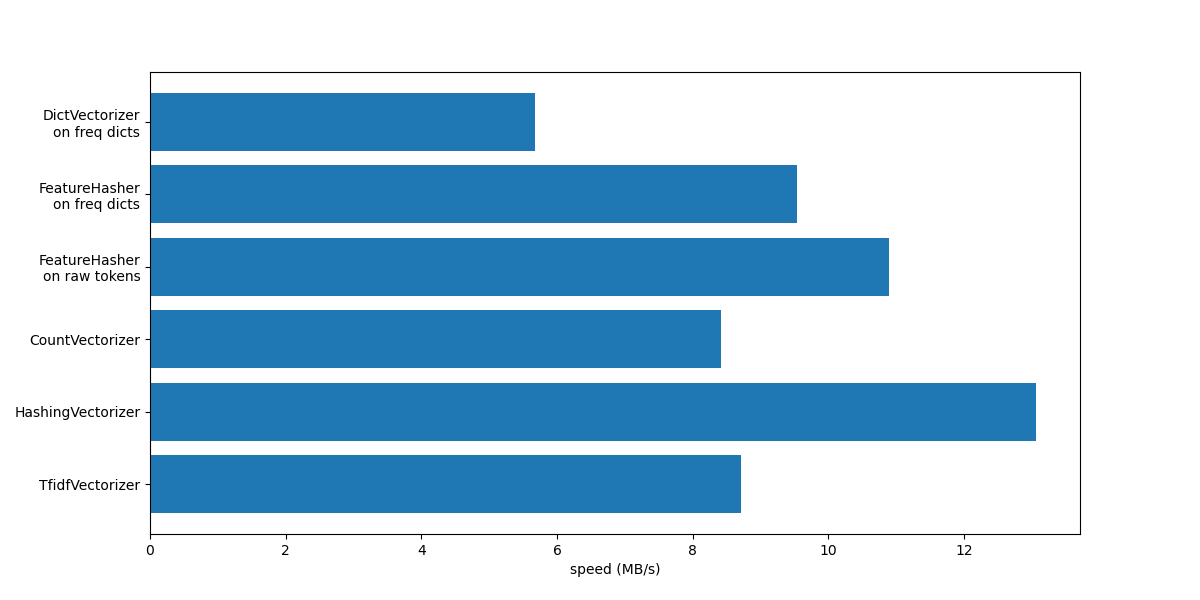 DictVectorizer
on freq dicts
FeatureHasher
on freq dicts
FeatureHasher
on raw tokens
CountVectorizer
HashingVectorizer
TfidfVectorizer
0 2 4 6 8 10 12
speed (MB/s)